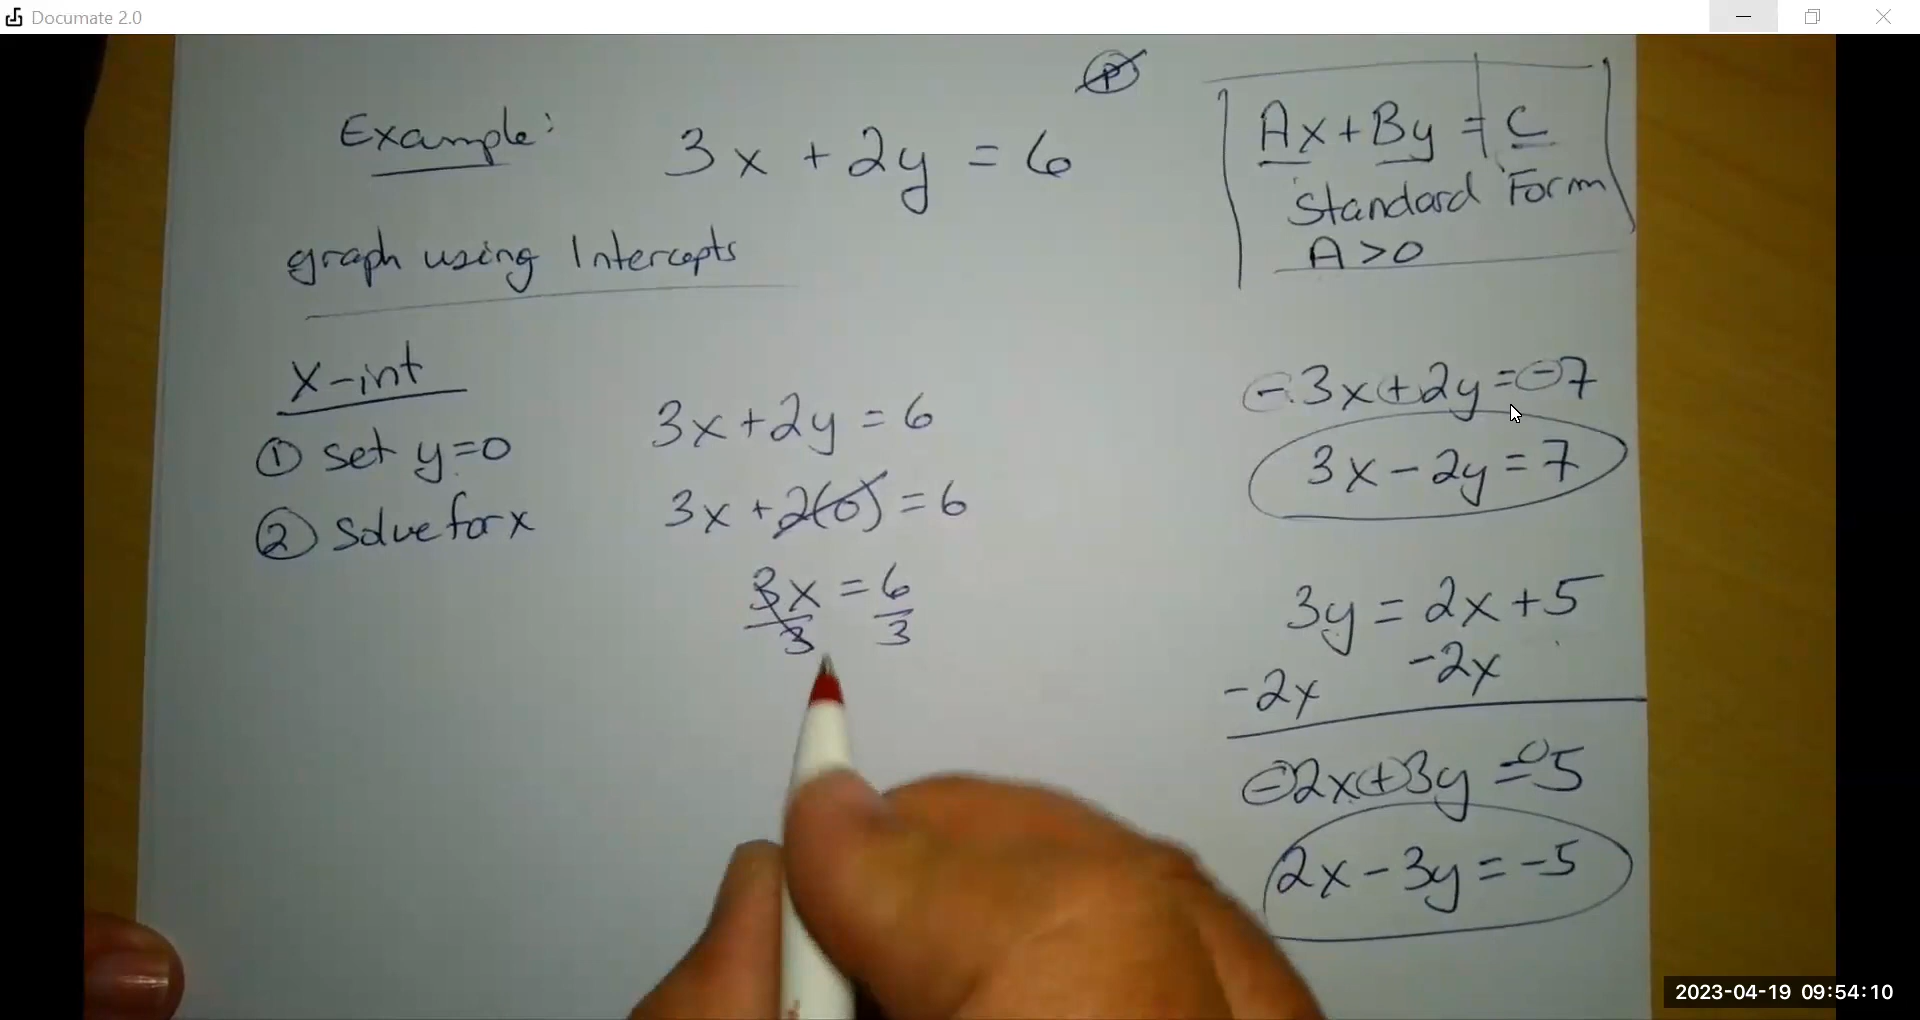 Documate 2.0
Example:
3x + 2y = 6
graph using Intercepts
X-int
① set y=0
② Solve for x
3x+2y = 6
3x + 2(0) = 6
3x = 6
3 3
Ax+By = C
Standard Form
A>0
-3x+2y=-7
3x-2y=7
3y = 2x+5
-2x -2x
-2x+3y = 5
2x-3y=-5
2023-04-19 09:54:10